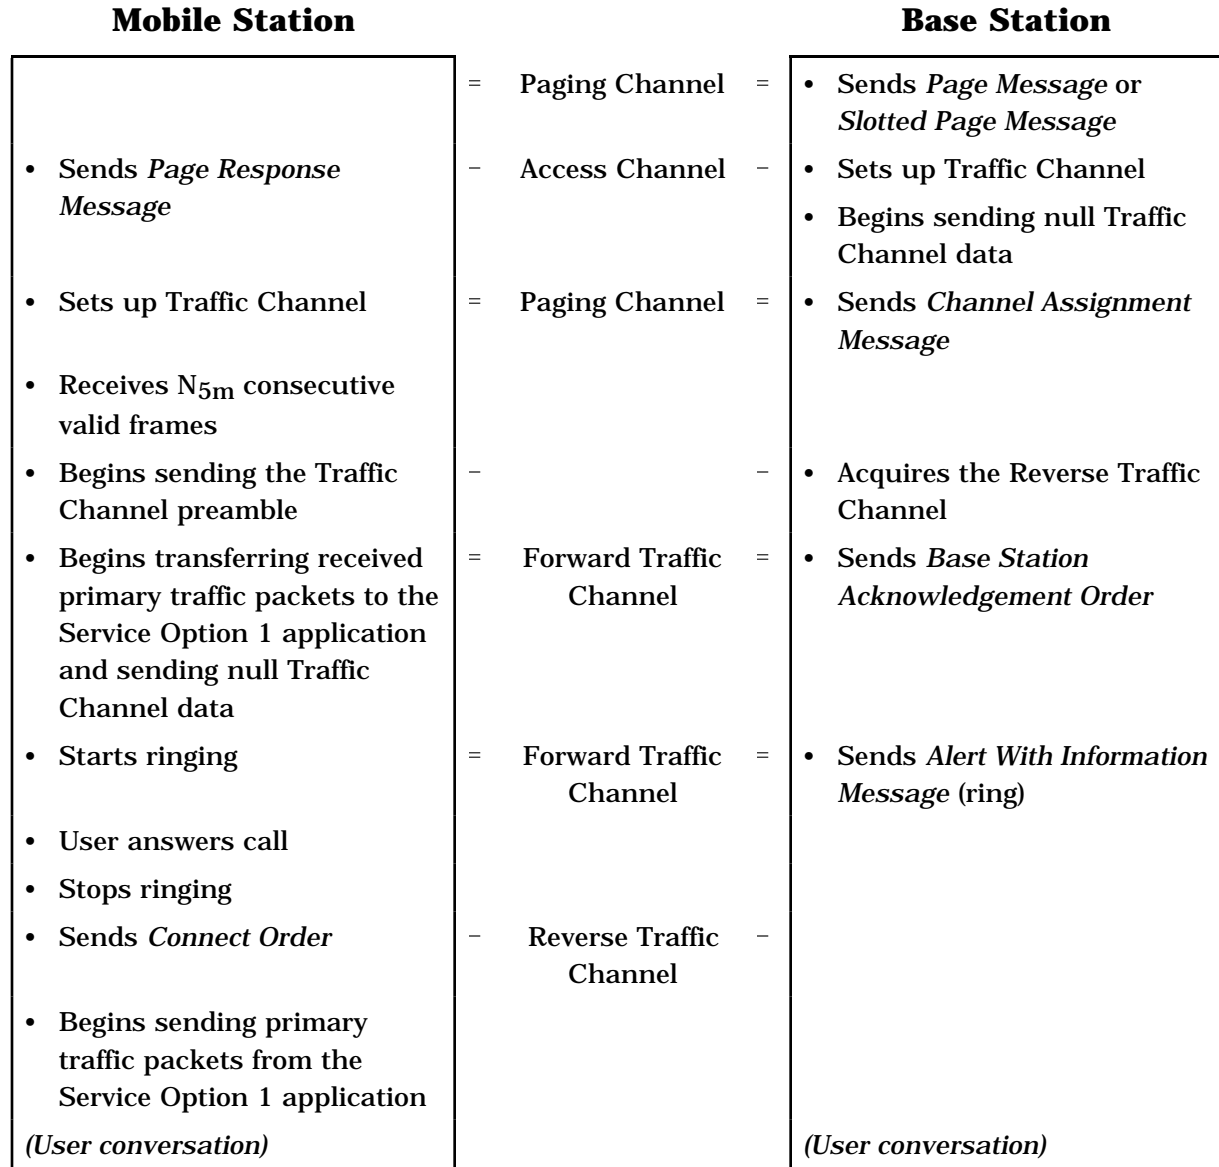 Mobile Station Base Station
= Paging Channel = • Sends Page Message or
Slotted Page Message
• Sends Page Response – Access Channel – • Sets up Traffic Channel
Message
• Begins sending null Traffic
Channel data
• Sets up Traffic Channel = Paging Channel = • Sends Channel Assignment
Message
• Receives N5m consecutive
valid frames
• Begins sending the Traffic – – • Acquires the Reverse Traffic
Channel preamble Channel
• Begins transferring received = Forward Traffic = • Sends Base Station
primary traffic packets to the Channel Acknowledgement Order
Service Option 1 application
and sending null Traffic
Channel data
• Starts ringing = Forward Traffic = • Sends Alert With Information
Channel Message (ring)
• User answers call
• Stops ringing
• Sends Connect Order – Reverse Traffic –
Channel
• Begins sending primary
traffic packets from the
Service Option 1 application
(User conversation) (User conversation)